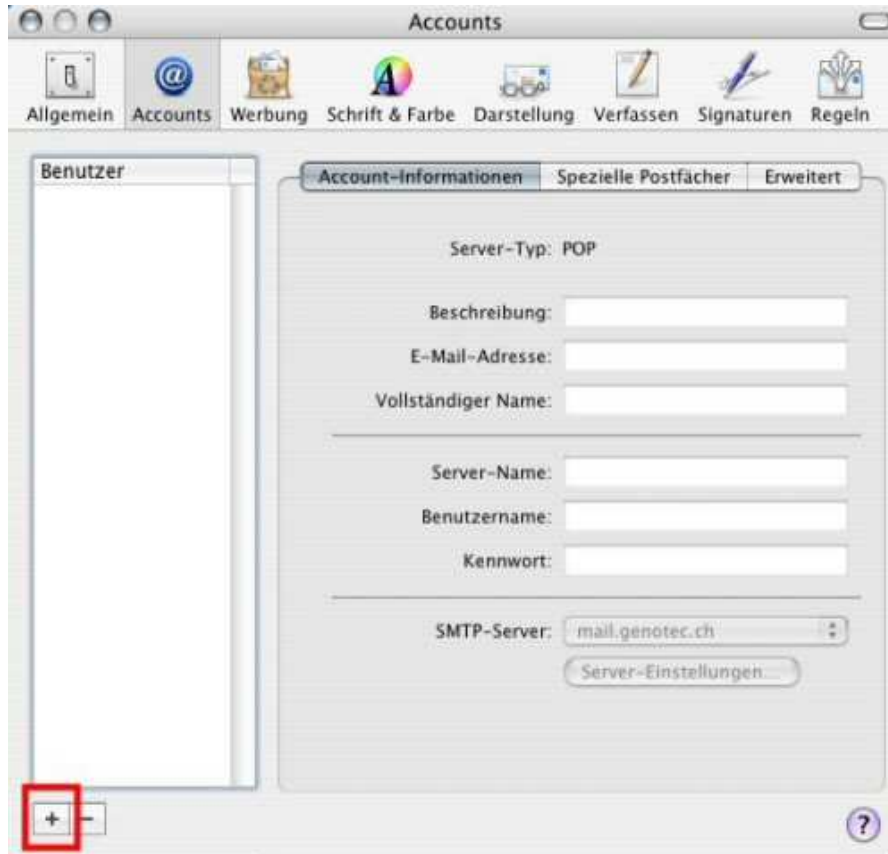 Accounts
Allgemein Accounts Werbung Schrift & Farbe Darstellung Verfassen Signaturen Regeln
Benutzer
Account-Informationen Spezielle Postfächer Erweitert
Server-Typ: POP
Beschreibung:
E-Mail-Adresse:
Vollständiger Name:
Server-Name:
Benutzername:
Kennwort:
SMTP-Server: mail.genotec.ch
Server-Einstellungen...
+ − ?